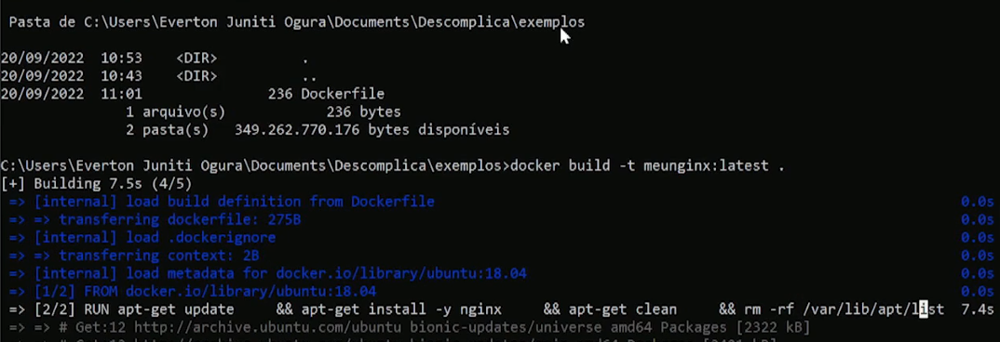 Pasta de C:\Users\Everton Juniti Ogura\Documents\Descomplica\exemplos
20/09/2022  10:53    <DIR>          .
20/09/2022  10:43    <DIR>          ..
20/09/2022  11:01               236 Dockerfile
1 arquivo(s)            236 bytes
2 pasta(s)   349.262.770.176 bytes disponíveis
C:\Users\Everton Juniti Ogura\Documents\Descomplica\exemplos>docker build -t meunginx:latest .
[+] Building 7.5s (4/5)
=> [internal] load build definition from Dockerfile 0.0s
=> => transferring dockerfile: 275B 0.0s
=> [internal] load .dockerignore 0.0s
=> => transferring context: 2B 0.0s
=> [internal] load metadata for docker.io/library/ubuntu:18.04 0.0s
=> [1/2] FROM docker.io/library/ubuntu:18.04 0.0s
=> [2/2] RUN apt-get update     && apt-get install -y nginx     && apt-get clean     && rm -rf /var/lib/apt/list  7.4s
=> => # Get:12 http://archive.ubuntu.com/ubuntu bionic-updates/universe amd64 Packages [2322 kB]